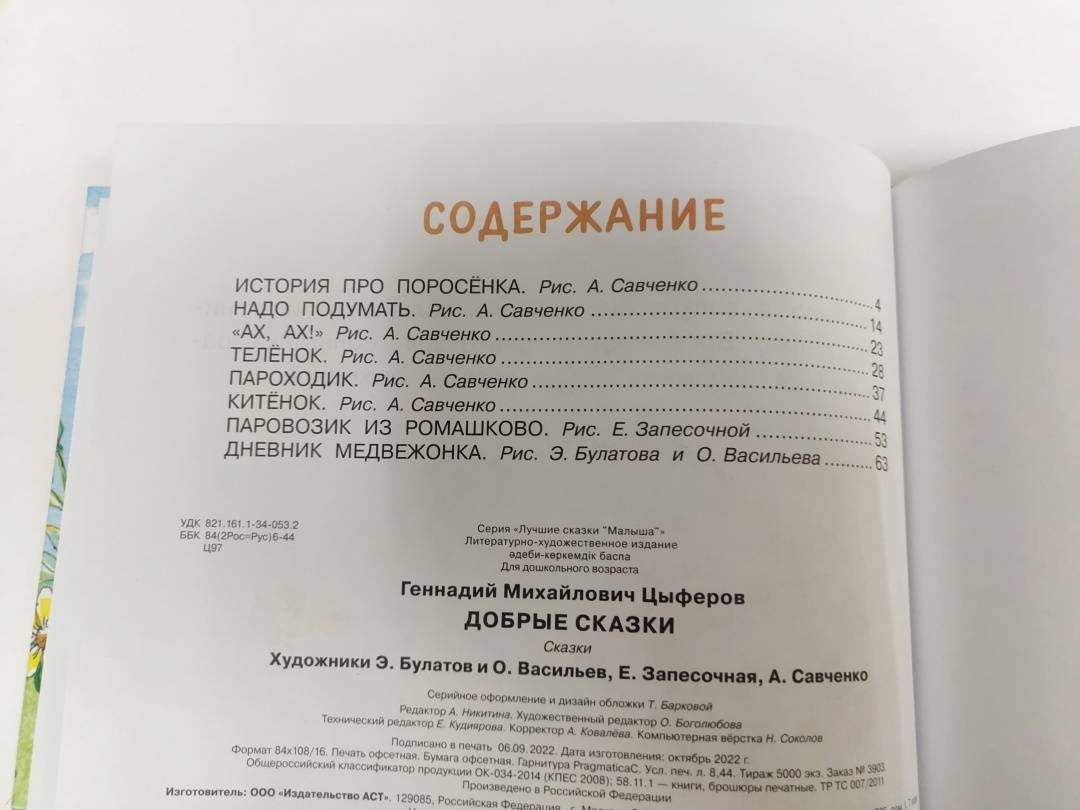 СОДЕРЖАНИЕ
ИСТОРИЯ ПРО ПОРОСЁНКА. Рис. А. Савченко ........ 4
НАДО ПОДУМАТЬ. Рис. А. Савченко ........ 14
«АХ, АХ!» Рис. А. Савченко ........ 23
ТЕЛЁНОК. Рис. А. Савченко ........ 28
ПАРОХОДИК. Рис. А. Савченко ........ 37
КИТЁНОК. Рис. А. Савченко ........ 44
ПАРОВОЗИК ИЗ РОМАШКОВО. Рис. Е. Запесочной ........ 53
ДНЕВНИК МЕДВЕЖОНКА. Рис. Э. Булатова и О. Васильева ........ 63
УДК 821.161.1-34-053.2
ББК 84(2Рос=Рус)6-44
Ц97
Серия «Лучшие сказки "Малыша"»
Литературно-художественное издание
әдеби-көркемдік баспа
Для дошкольного возраста
Геннадий Михайлович Цыферов
ДОБРЫЕ СКАЗКИ
Сказки
Художники Э. Булатов и О. Васильев, Е. Запесочная, А. Савченко
Серийное оформление и дизайн обложки Т. Барковой
Редактор А. Никитина. Художественный редактор О. Боголюбова
Технический редактор Е. Кудиярова. Корректор А. Ковалёва. Компьютерная вёрстка Н. Соколов
Подписано в печать 06.09.2022. Дата изготовления: октябрь 2022 г.
Формат 84x108/16. Печать офсетная. Бумага офсетная. Гарнитура PragmaticaC. Усл. печ. л. 8,44. Тираж 5000 экз. Заказ № 3903.
Общероссийский классификатор продукции ОК-034-2014 (КПЕС 2008); 58.11.1 — книги, брошюры печатные. ТР ТС 007/2011
Произведено в Российской Федерации
Изготовитель: ООО «Издательство АСТ». 129085, Российская Федерация, г.